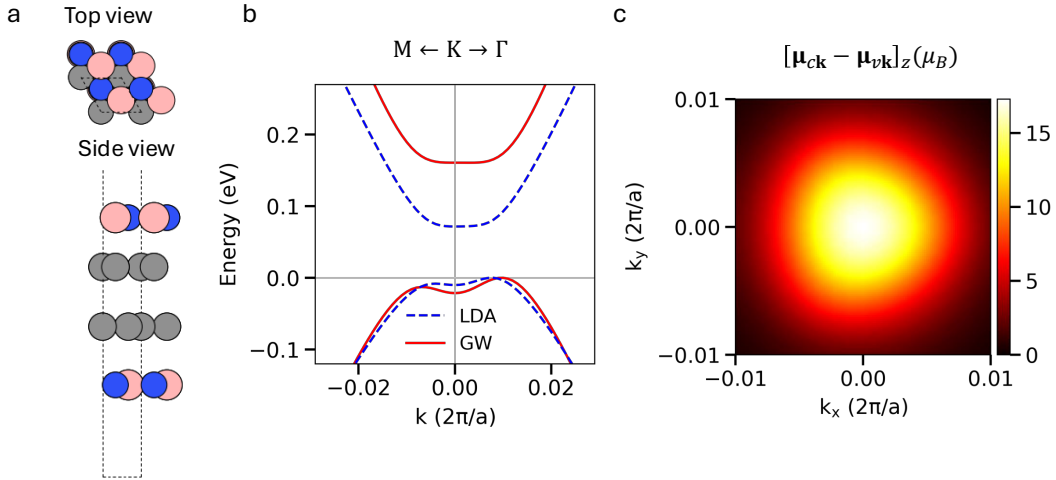 a
Top view
Side view
b
M ← K → Γ
Energy (eV)
0.2
0.1
0.0
−0.1
LDA
GW
−0.02
0.00
0.02
k (2π/a)
c
[𝛍c𝐤 − 𝛍v𝐤]z(μB)
k_y (2π/a)
0.01
0.00
−0.01
−0.01
0.00
0.01
k_x (2π/a)
15
10
5
0